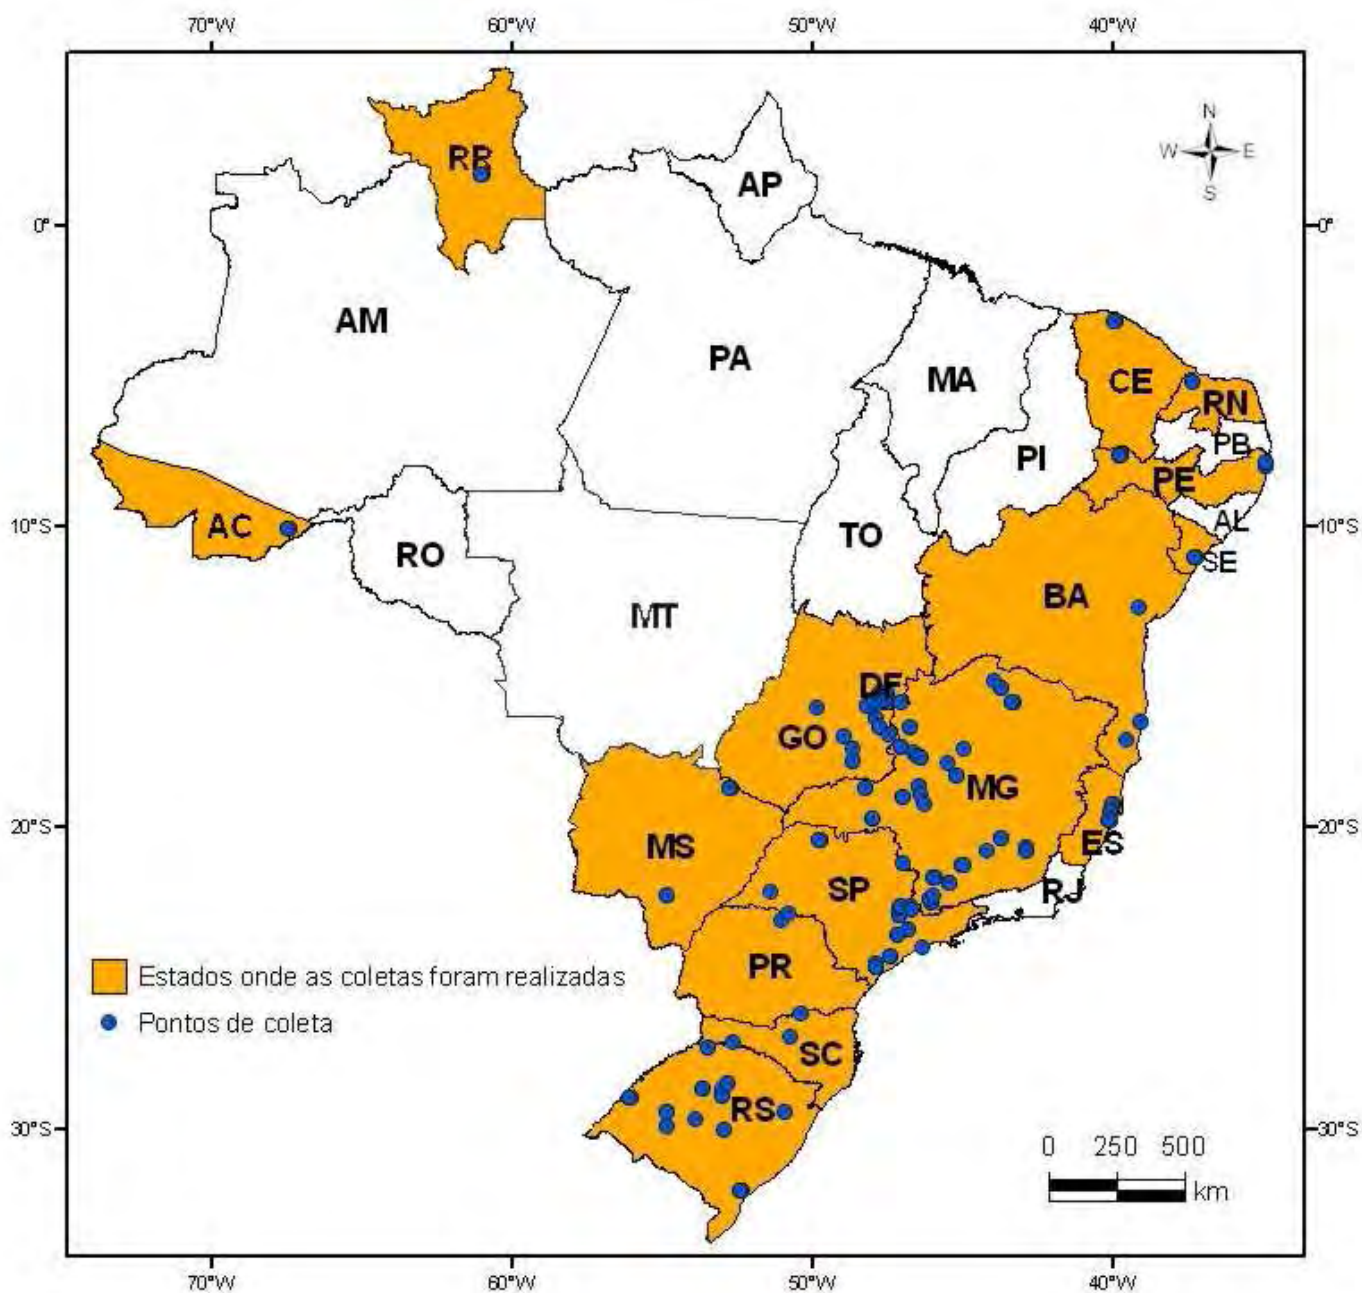 70°W 60°W 50°W 40°W
N
W E
S
RR
AP
0° 0°
AM
PA
MA
CE
RN
PB
PI
PE
AC
TO
AL
RO
SE
10°S 10°S
BA
MT
DF
GO
MG
20°S 20°S
MS
ES
SP
RJ
PR
Estados onde as coletas foram realizadas
Pontos de coleta
SC
RS
30°S 30°S
0 250 500
km
70°W 60°W 50°W 40°W